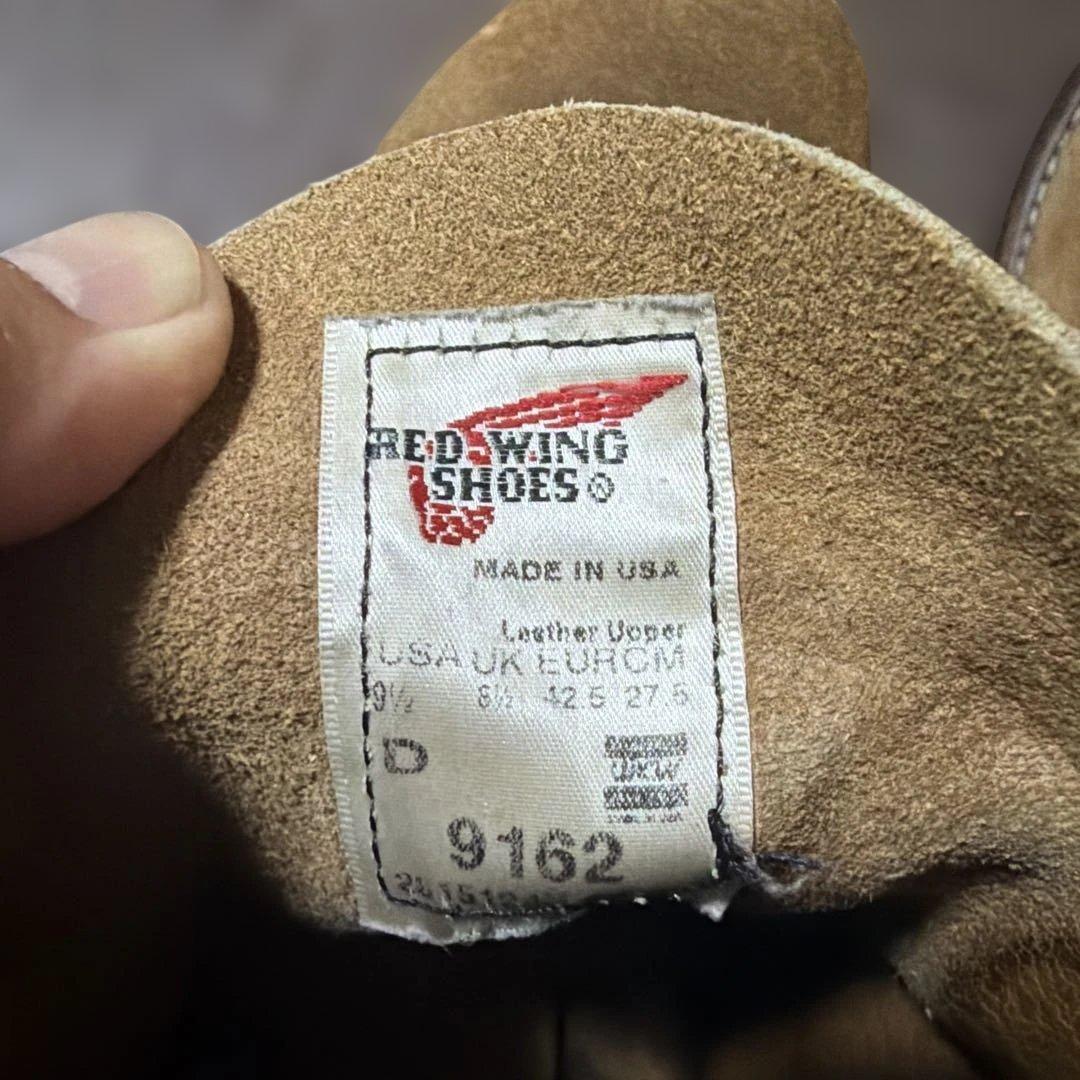 RED WING
SHOES
MADE IN USA
Leather Upper
USA UK EUR CM
9½ 8½ 42.5 27.5
D
9162